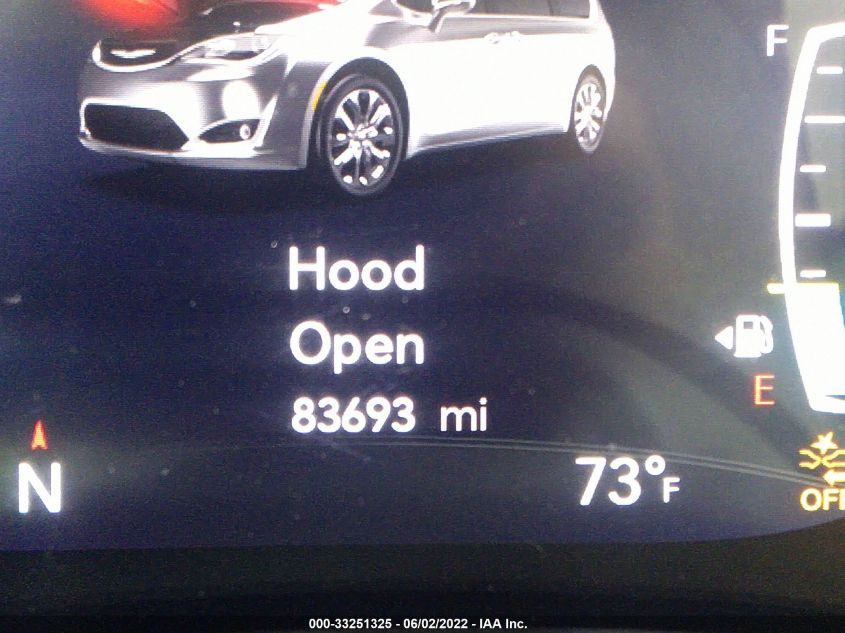 F
Hood
Open
E
83693 mi
N
73°F
OFF
000-33251325 - 06/02/2022 - IAA Inc.